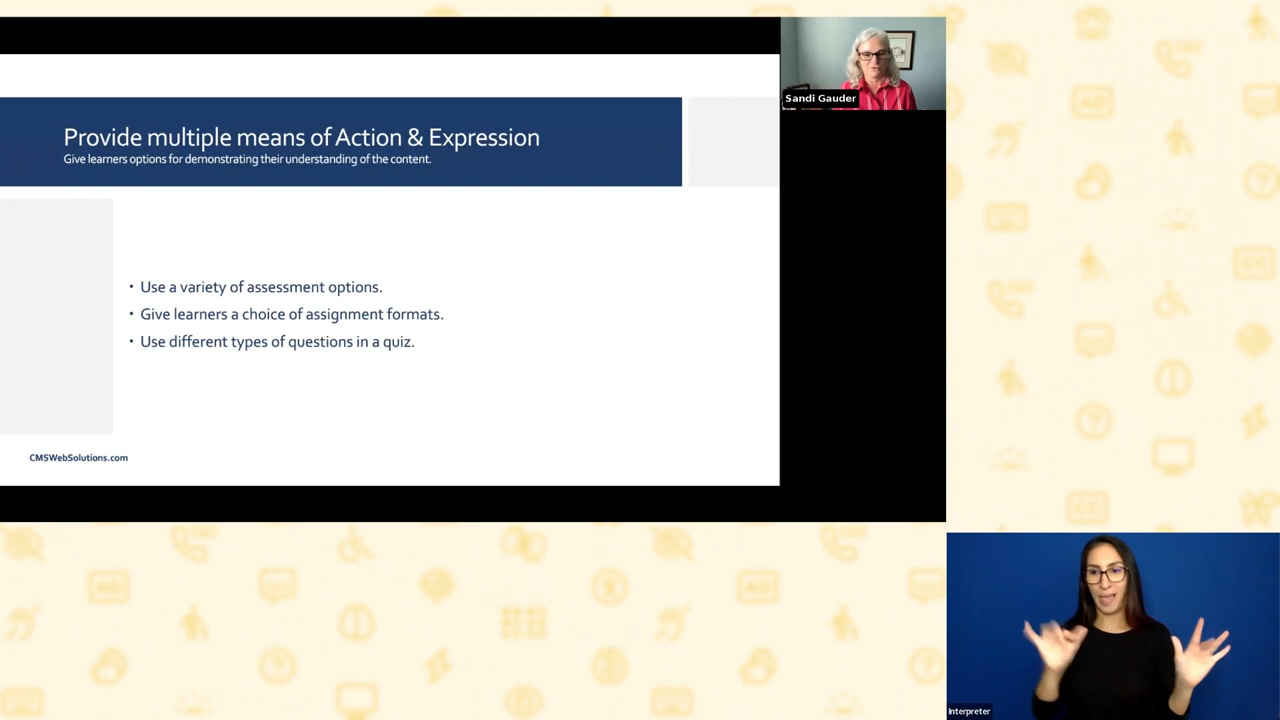 Sandi Gauder
Provide multiple means of Action & Expression
Give learners options for demonstrating their understanding of the content.
• Use a variety of assessment options.
• Give learners a choice of assignment formats.
• Use different types of questions in a quiz.
CMSWebSolutions.com
Interpreter